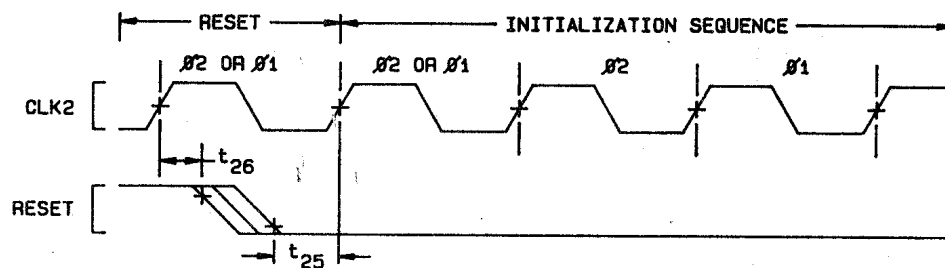 RESET
INITIALIZATION SEQUENCE
Ø2 OR Ø1
Ø2 OR Ø1
Ø2
Ø1
CLK2
t26
RESET
t25